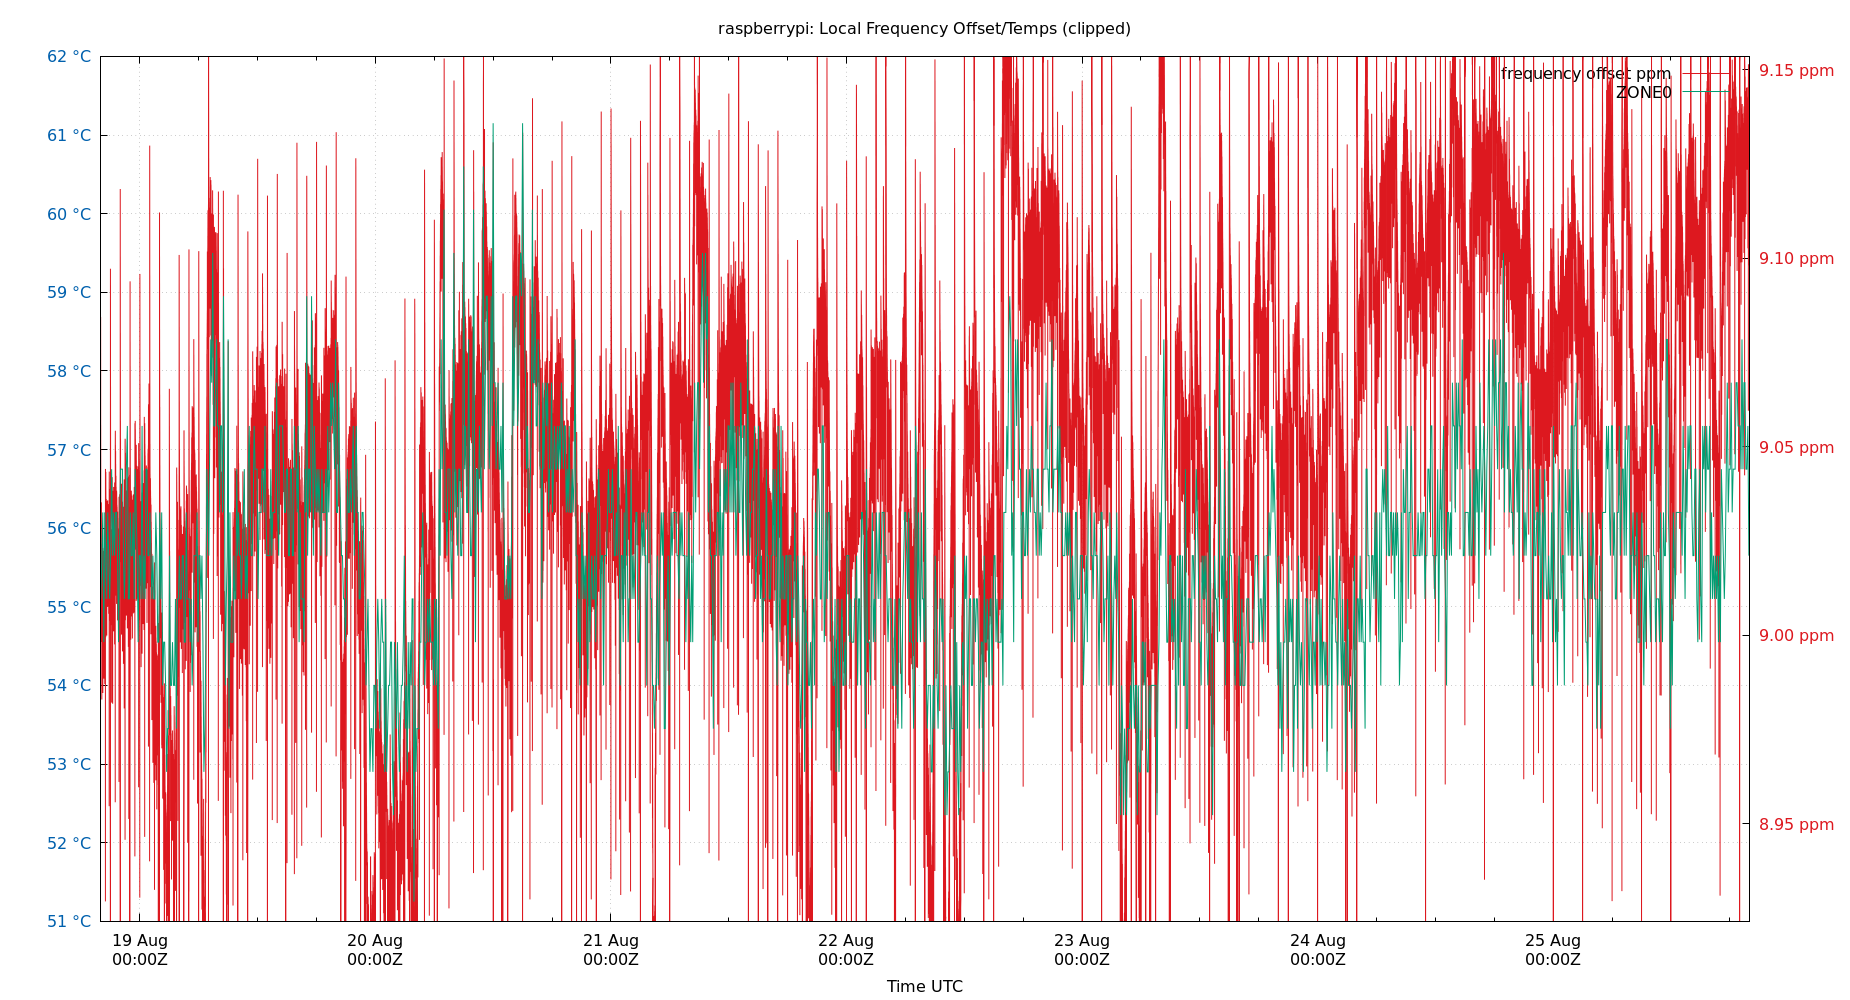 raspberrypi: Local Frequency Offset/Temps (clipped)
62 °C
61 °C
60 °C
59 °C
58 °C
57 °C
56 °C
55 °C
54 °C
53 °C
52 °C
51 °C
frequency offset ppm
ZONE0
9.15 ppm
9.10 ppm
9.05 ppm
9.00 ppm
8.95 ppm
19 Aug
00:00Z
20 Aug
00:00Z
21 Aug
00:00Z
22 Aug
00:00Z
23 Aug
00:00Z
24 Aug
00:00Z
25 Aug
00:00Z
Time UTC